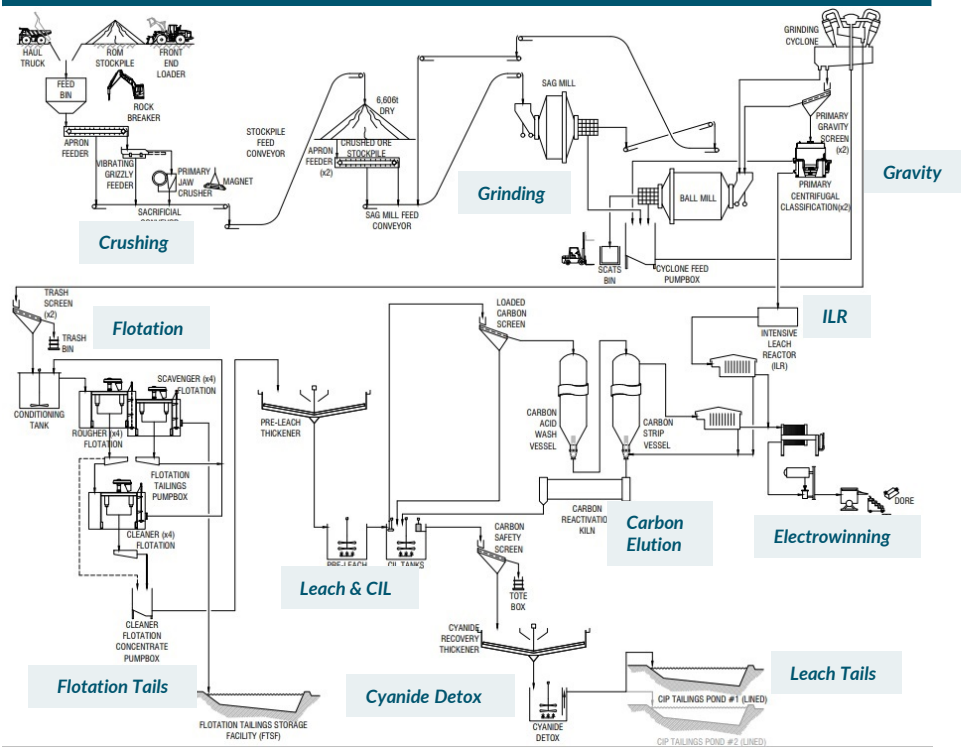 HAUL
TRUCK
ROM
STOCKPILE
FRONT
END
LOADER
FEED
BIN
ROCK
BREAKER
APRON
FEEDER
VIBRATING
GRIZZLY
FEEDER
PRIMARY
JAW
CRUSHER
MAGNET
SACRIFICIAL
Crushing
STOCKPILE
FEED
CONVEYOR
6,606t
DRY
CRUSHED ORE
STOCKPILE
APRON
FEEDER
(x2)
SAG MILL FEED
CONVEYOR
SAG MILL
Grinding
GRINDING
CYCLONE
PRIMARY
GRAVITY
SCREEN
(x2)
PRIMARY
CENTRIFUGAL
CLASSIFICATION(x2)
Gravity
BALL MILL
SCATS
BIN
CYCLONE FEED
PUMPBOX
TRASH
SCREEN
(x2)
TRASH
BIN
Flotation
CONDITIONING
TANK
SCAVENGER (x4)
FLOTATION
ROUGHER (x4)
FLOTATION
FLOTATION
TAILINGS
PUMPBOX
CLEANER (x4)
FLOTATION
CLEANER
FLOTATION
CONCENTRATE
PUMPBOX
PRE-LEACH
THICKENER
LOADED
CARBON
SCREEN
CARBON
ACID
WASH
VESSEL
CARBON
STRIP
VESSEL
INTENSIVE
LEACH
REACTOR
(ILR)
ILR
DORE
Electrowinning
CARBON
REACTIVATION
KILN
Carbon
Elution
PRE-LEACH
CIL TANKS
Leach & CIL
CARBON
SAFETY
SCREEN
TOTE
BOX
CYANIDE
RECOVERY
THICKENER
Flotation Tails
FLOTATION TAILINGS STORAGE
FACILITY (FTSF)
Cyanide Detox
CYANIDE
DETOX
Leach Tails
CIP TAILINGS POND #1 (LINED)
CIP TAILINGS POND #2 (LINED)